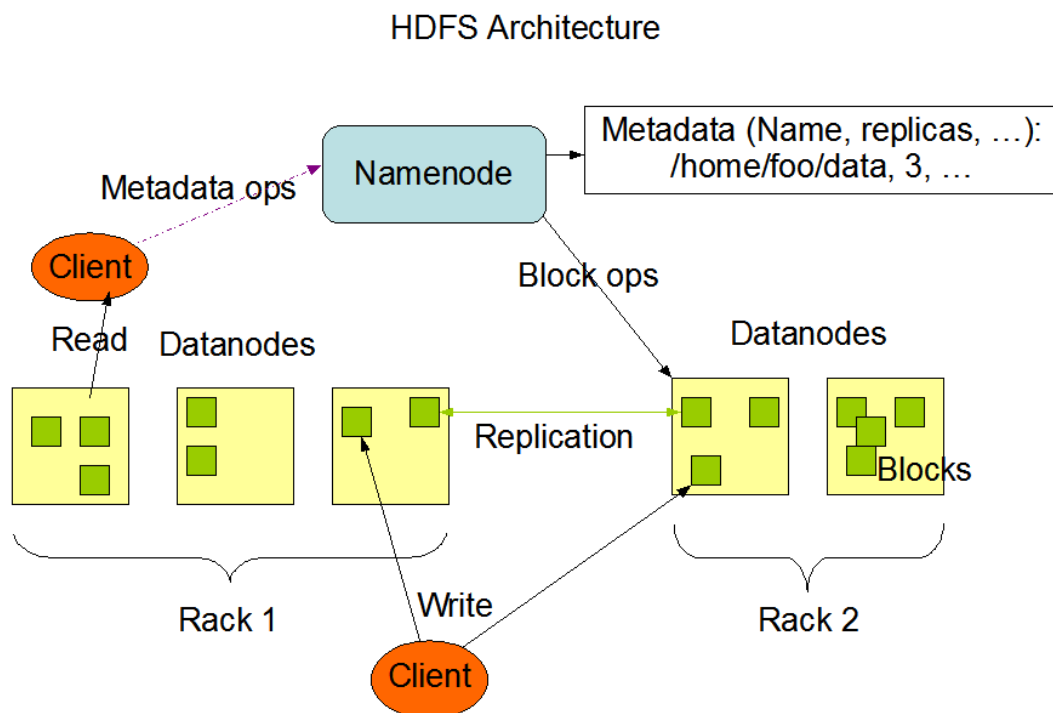 HDFS Architecture
Metadata (Name, replicas, …):
/home/foo/data, 3, …
Namenode
Metadata ops
Client
Block ops
Read
Datanodes
Datanodes
Replication
Blocks
Rack 1
Write
Rack 2
Client